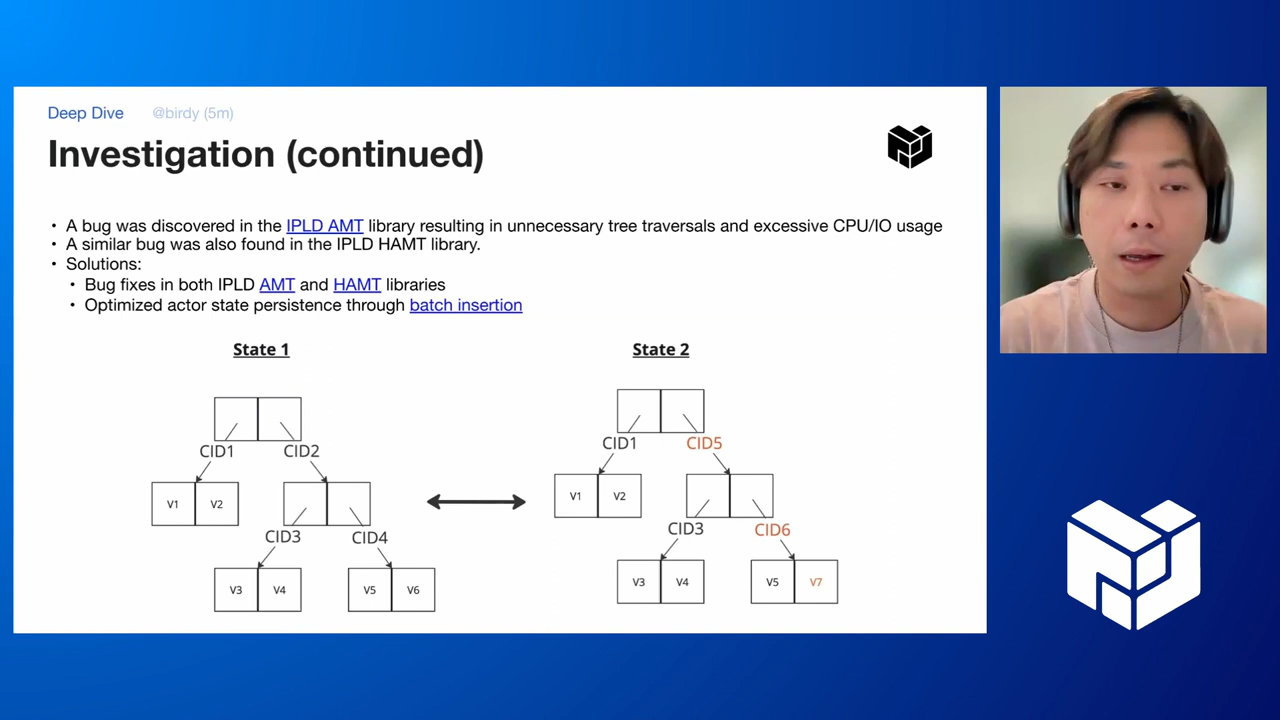 Deep Dive @birdy (5m)
Investigation (continued)
• A bug was discovered in the IPLD AMT library resulting in unnecessary tree traversals and excessive CPU/IO usage
• A similar bug was also found in the IPLD HAMT library.
• Solutions:
• Bug fixes in both IPLD AMT and HAMT libraries
• Optimized actor state persistence through batch insertion
State 1
CID1 CID2
V1 V2
CID3 CID4
V3 V4 V5 V6
State 2
CID1 CID5
V1 V2
CID3 CID6
V3 V4 V5 V7